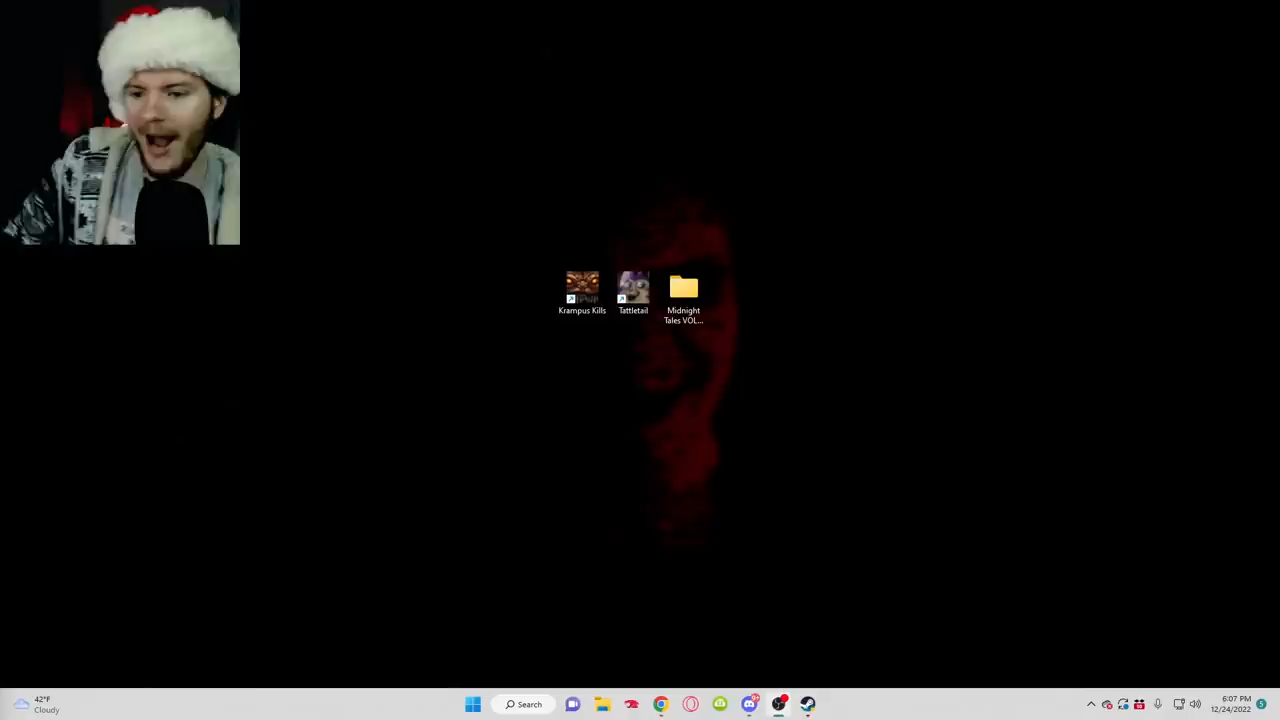 Krampus Kills
Tattletail
Midnight
Tales VOL...
42°F
Cloudy
Search
6:07 PM
12/24/2022